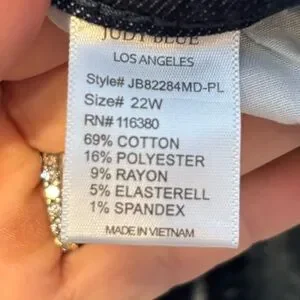 JUDY BLUE
LOS ANGELES
Style# JB82284MD-PL
Size# 22W
RN# 116380
69% COTTON
16% POLYESTER
9% RAYON
5% ELASTERELL
1% SPANDEX
MADE IN VIETNAM